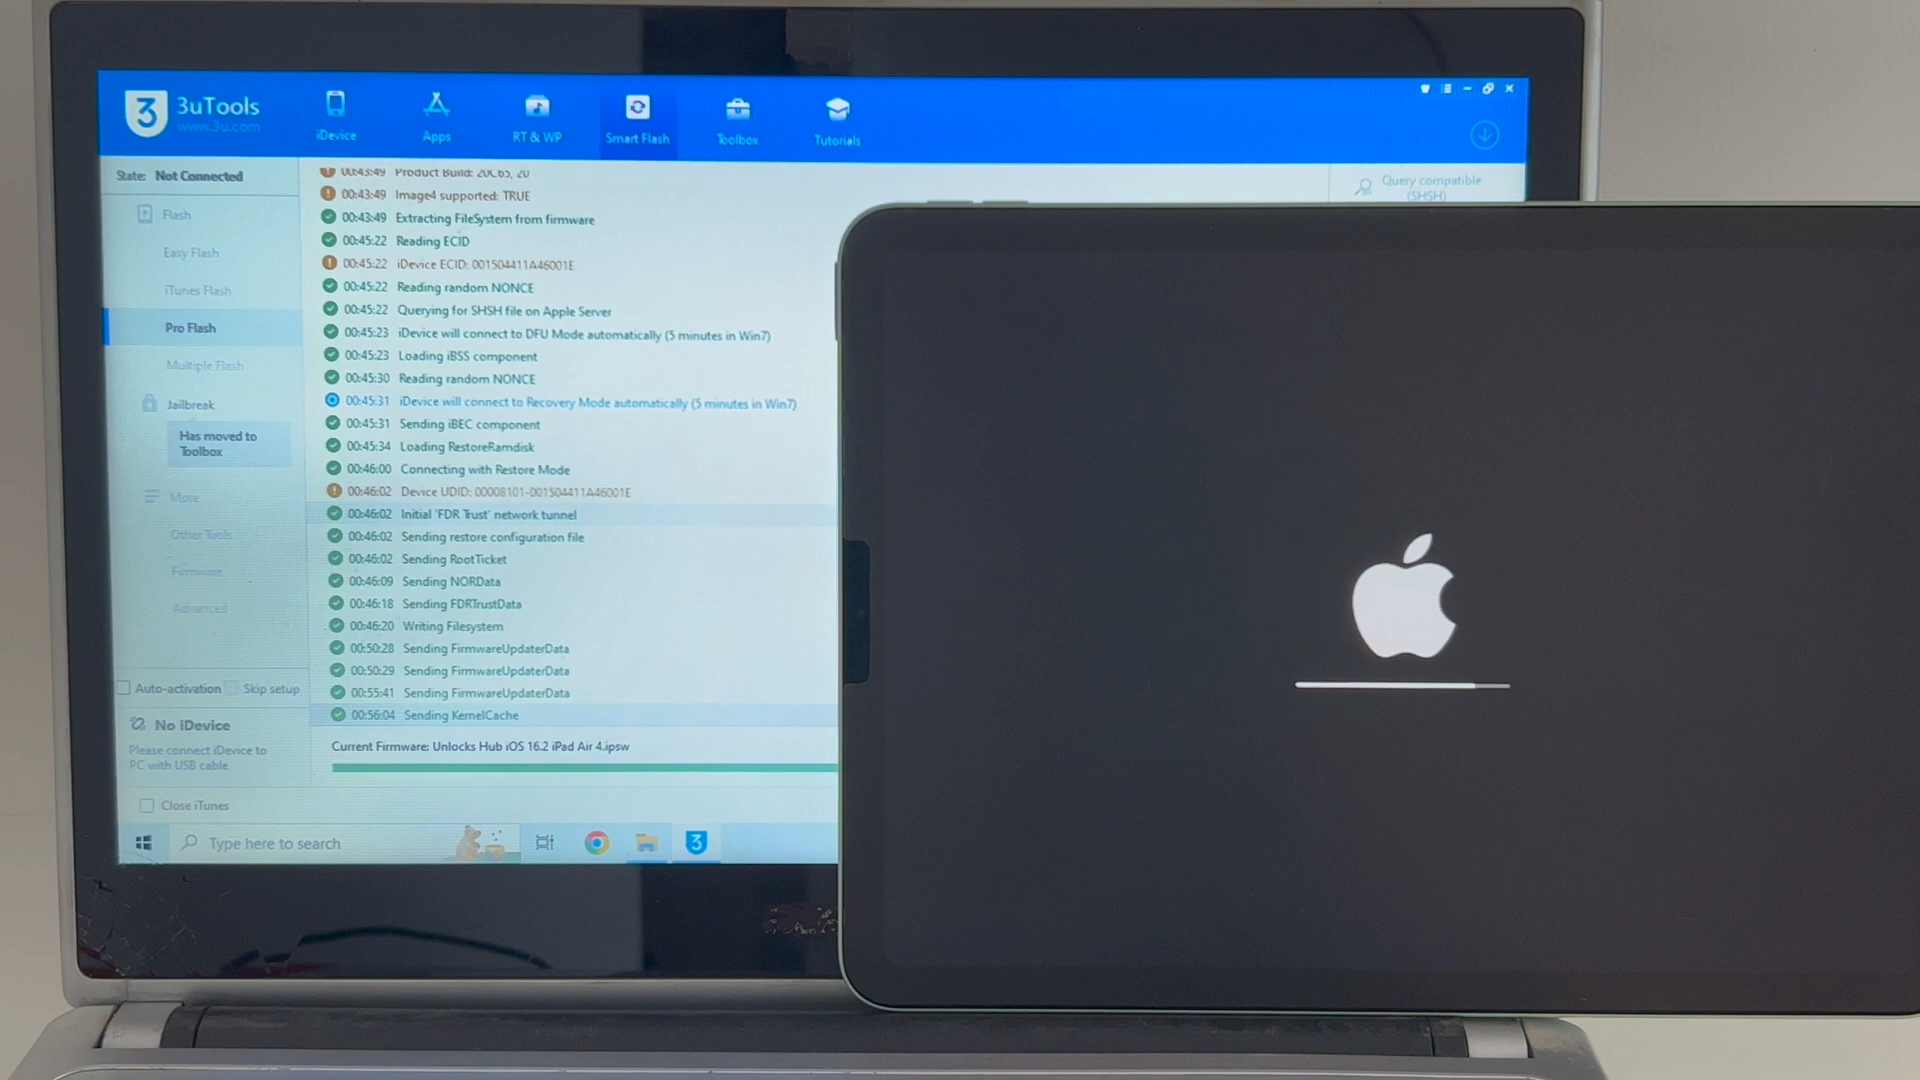 3 3uTools
www.3u.com
iDevice
Apps
RT & WP
Smart Flash
Toolbox
Tutorials
State: Not Connected
Flash
Easy Flash
iTunes Flash
Pro Flash
Multiple Flash
Jailbreak
Has moved to
Toolbox
More
Other Tools
Firmware
Advanced
Auto-activation Skip setup
No iDevice
Please connect iDevice to
PC with USB cable
Close iTunes
00:43:49 Product Build: 20C65, 20
00:43:49 Image4 supported: TRUE
00:43:49 Extracting FileSystem from firmware
00:45:22 Reading ECID
00:45:22 iDevice ECID: 001504411A46001E
00:45:22 Reading random NONCE
00:45:22 Querying for SHSH file on Apple Server
00:45:23 iDevice will connect to DFU Mode automatically (5 minutes in Win7)
00:45:23 Loading iBSS component
00:45:30 Reading random NONCE
00:45:31 iDevice will connect to Recovery Mode automatically (5 minutes in Win7)
00:45:31 Sending iBEC component
00:45:34 Loading RestoreRamdisk
00:46:00 Connecting with Restore Mode
00:46:02 Device UDID: 00008101-001504411A46001E
00:46:02 Initial 'FDR Trust' network tunnel
00:46:02 Sending restore configuration file
00:46:02 Sending RootTicket
00:46:09 Sending NORData
00:46:18 Sending FDRTrustData
00:46:20 Writing Filesystem
00:50:28 Sending FirmwareUpdaterData
00:50:29 Sending FirmwareUpdaterData
00:55:41 Sending FirmwareUpdaterData
00:56:04 Sending KernelCache
Current Firmware: Unlocks Hub iOS 16.2 iPad Air 4.ipsw
Query compatible
(SHSH)
Type here to search
3